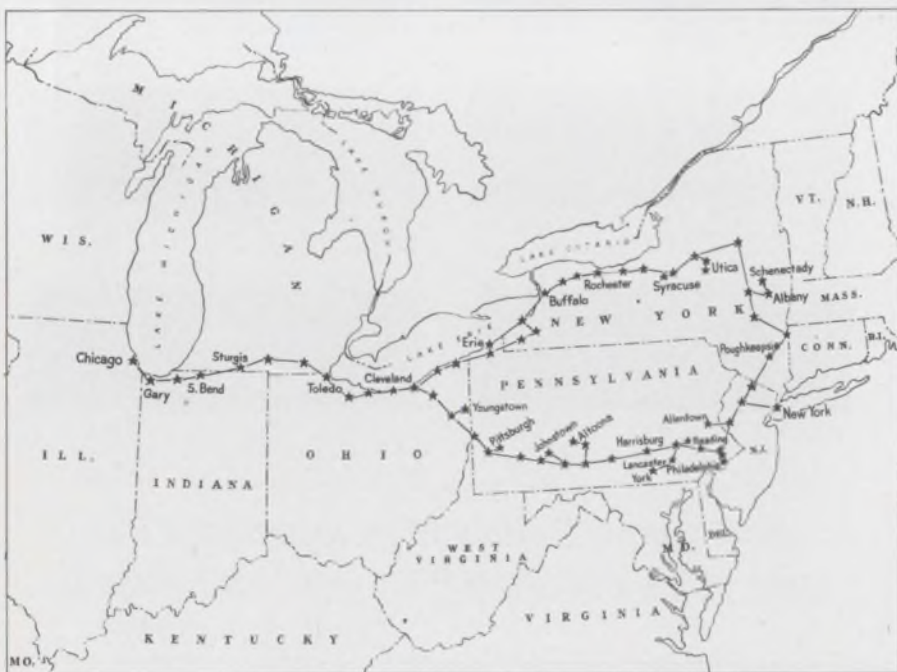 MICHIGAN
LAKE MICHIGAN
LAKE HURON
LAKE ONTARIO
VT.
N.H.
WIS.
Utica
Schenectady
Rochester
Syracuse
Buffalo
Albany
MASS.
LAKE ERIE
NEW YORK
Erie
Chicago
Sturgis
Poughkeepsie
CONN.
R.I.
Gary
S. Bend
Toledo
Cleveland
PENNSYLVANIA
Youngstown
New York
Allentown
Pittsburgh
Johnstown
Altoona
Harrisburg
Reading
N.J.
ILL.
OHIO
Lancaster
York
Philadelphia
INDIANA
WEST
VIRGINIA
MD.
DEL.
VIRGINIA
KENTUCKY
MO.